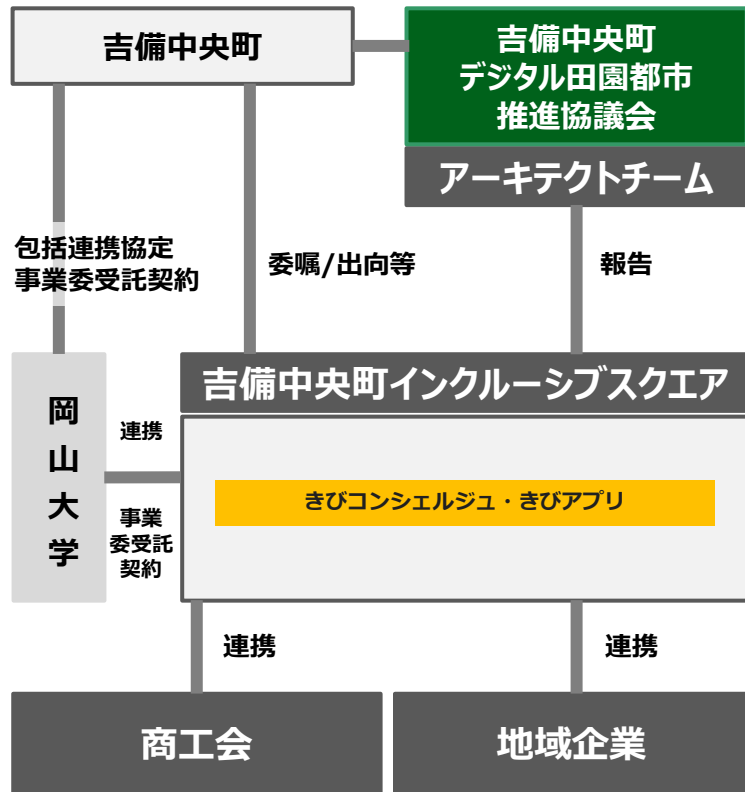 吉備中央町
吉備中央町
デジタル田園都市
推進協議会
アーキテクトチーム
包括連携協定
事業委受託契約
委嘱/出向等
報告
吉備中央町インクルーシブスクエア
岡山大学
連携
事業
委受託
契約
きびコンシェルジュ・きびアプリ
連携
連携
商工会
地域企業